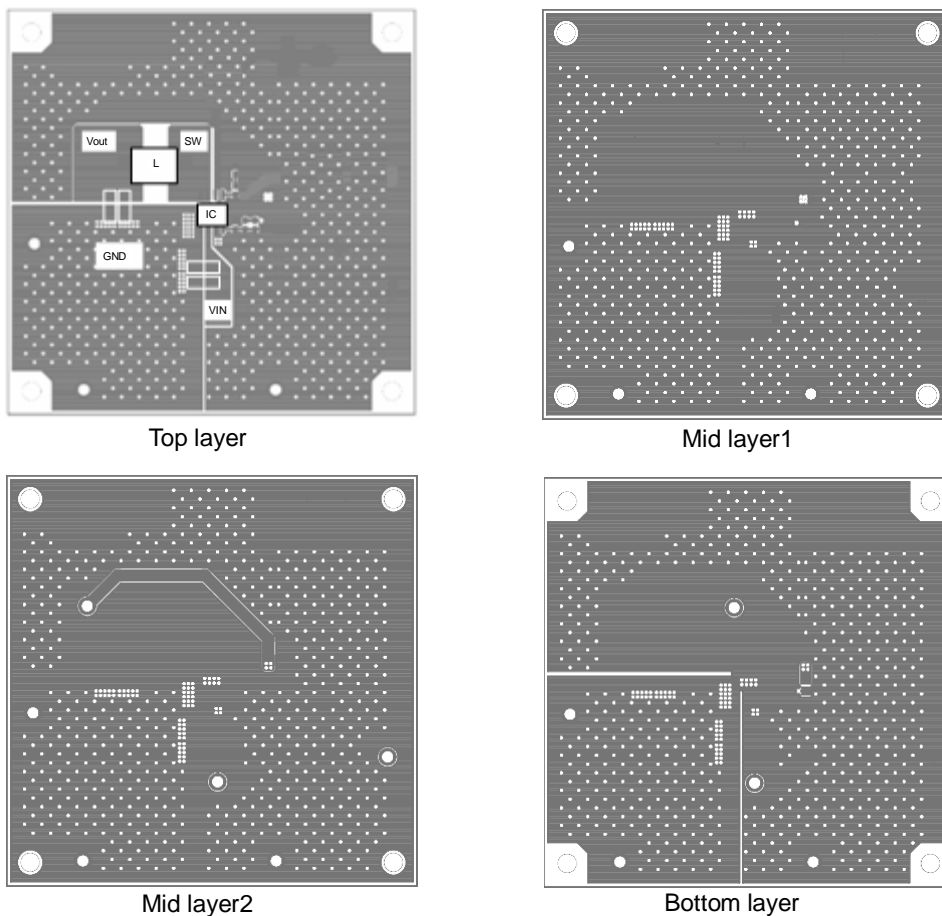 Vout
SW
L
IC
GND
VIN
Top layer
Mid layer1
Mid layer2
Bottom layer